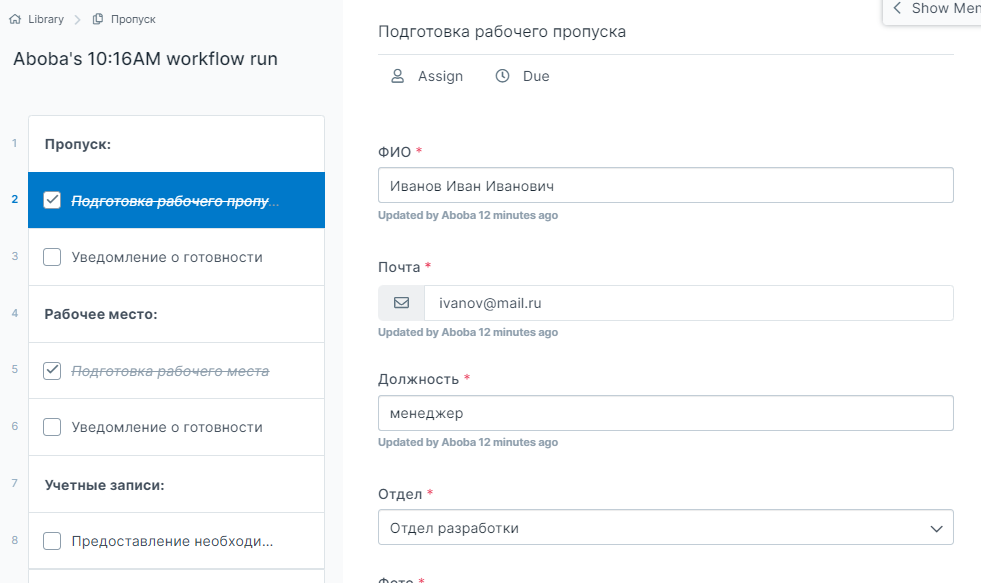 Library
Пропуск
Show Men
Aboba's 10:16AM workflow run
1
Пропуск:
2
Подготовка рабочего пропу...
3
Уведомление о готовности
4
Рабочее место:
5
Подготовка рабочего места
6
Уведомление о готовности
7
Учетные записи:
8
Предоставление необходи...
Подготовка рабочего пропуска
Assign
Due
ФИО *
Иванов Иван Иванович
Updated by Aboba 12 minutes ago
Почта *
ivanov@mail.ru
Updated by Aboba 12 minutes ago
Должность *
менеджер
Updated by Aboba 12 minutes ago
Отдел *
Отдел разработки
Фото *